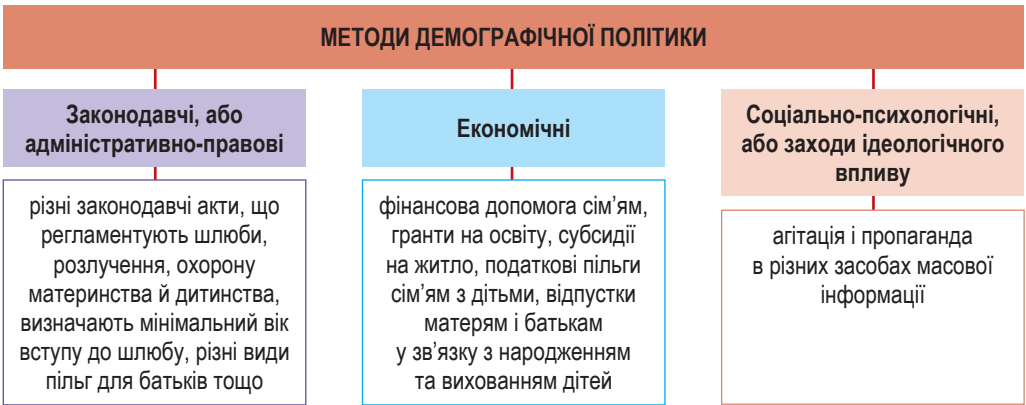 МЕТОДИ ДЕМОГРАФІЧНОЇ ПОЛІТИКИ
Законодавчі, або
адміністративно-правові
різні законодавчі акти, що
регламентують шлюби,
розлучення, охорону
материнства й дитинства,
визначають мінімальний вік
вступу до шлюбу, різні види
пільг для батьків тощо
Економічні
фінансова допомога сім’ям,
гранти на освіту, субсидії
на житло, податкові пільги
сім’ям з дітьми, відпустки
матерям і батькам
у зв’язку з народженням
та вихованням дітей
Соціально-психологічні,
або заходи ідеологічного
впливу
агітація і пропаганда
в різних засобах масової
інформації